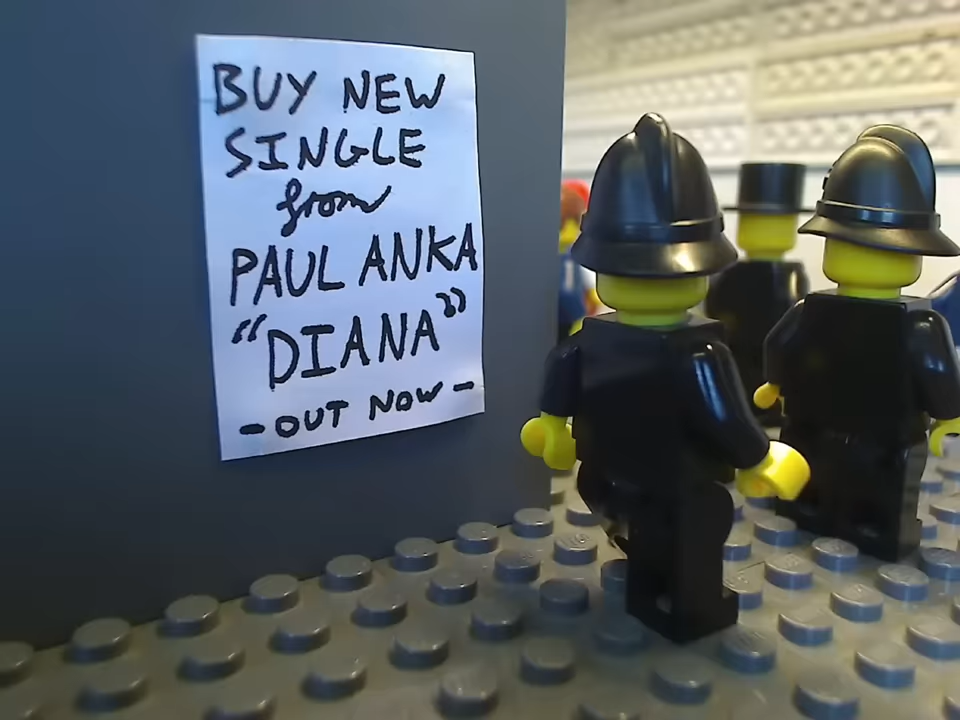 BUY NEW
SINGLE
from
PAUL ANKA
"DIANA"
-OUT NOW-